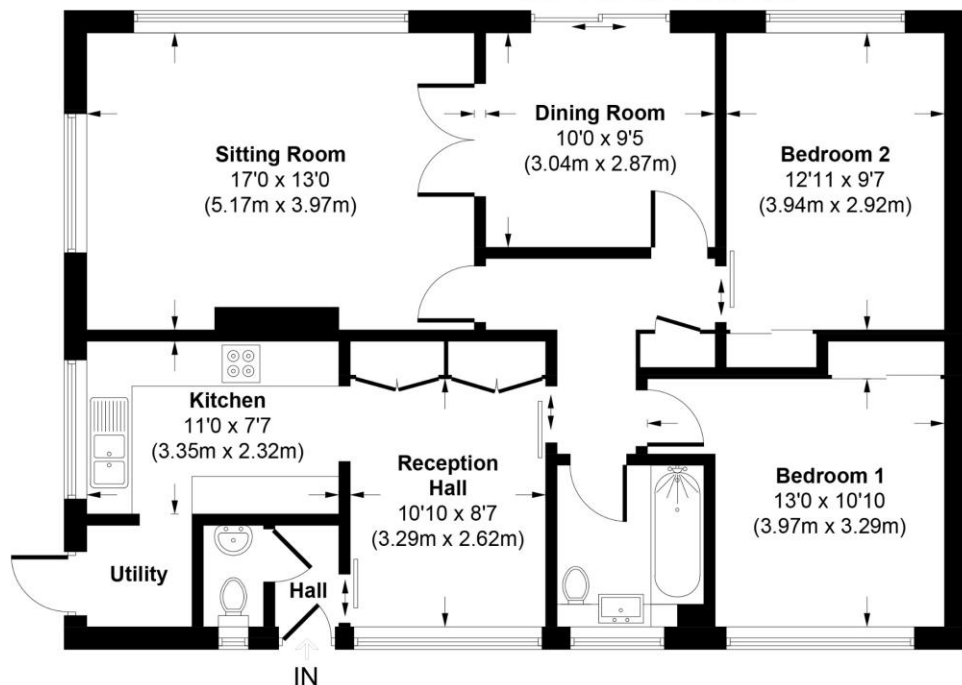 Sitting Room
17'0 x 13'0
(5.17m x 3.97m)
Dining Room
10'0 x 9'5
(3.04m x 2.87m)
Bedroom 2
12'11 x 9'7
(3.94m x 2.92m)
Kitchen
11'0 x 7'7
(3.35m x 2.32m)
Reception
Hall
10'10 x 8'7
(3.29m x 2.62m)
Bedroom 1
13'0 x 10'10
(3.97m x 3.29m)
Utility
Hall
IN